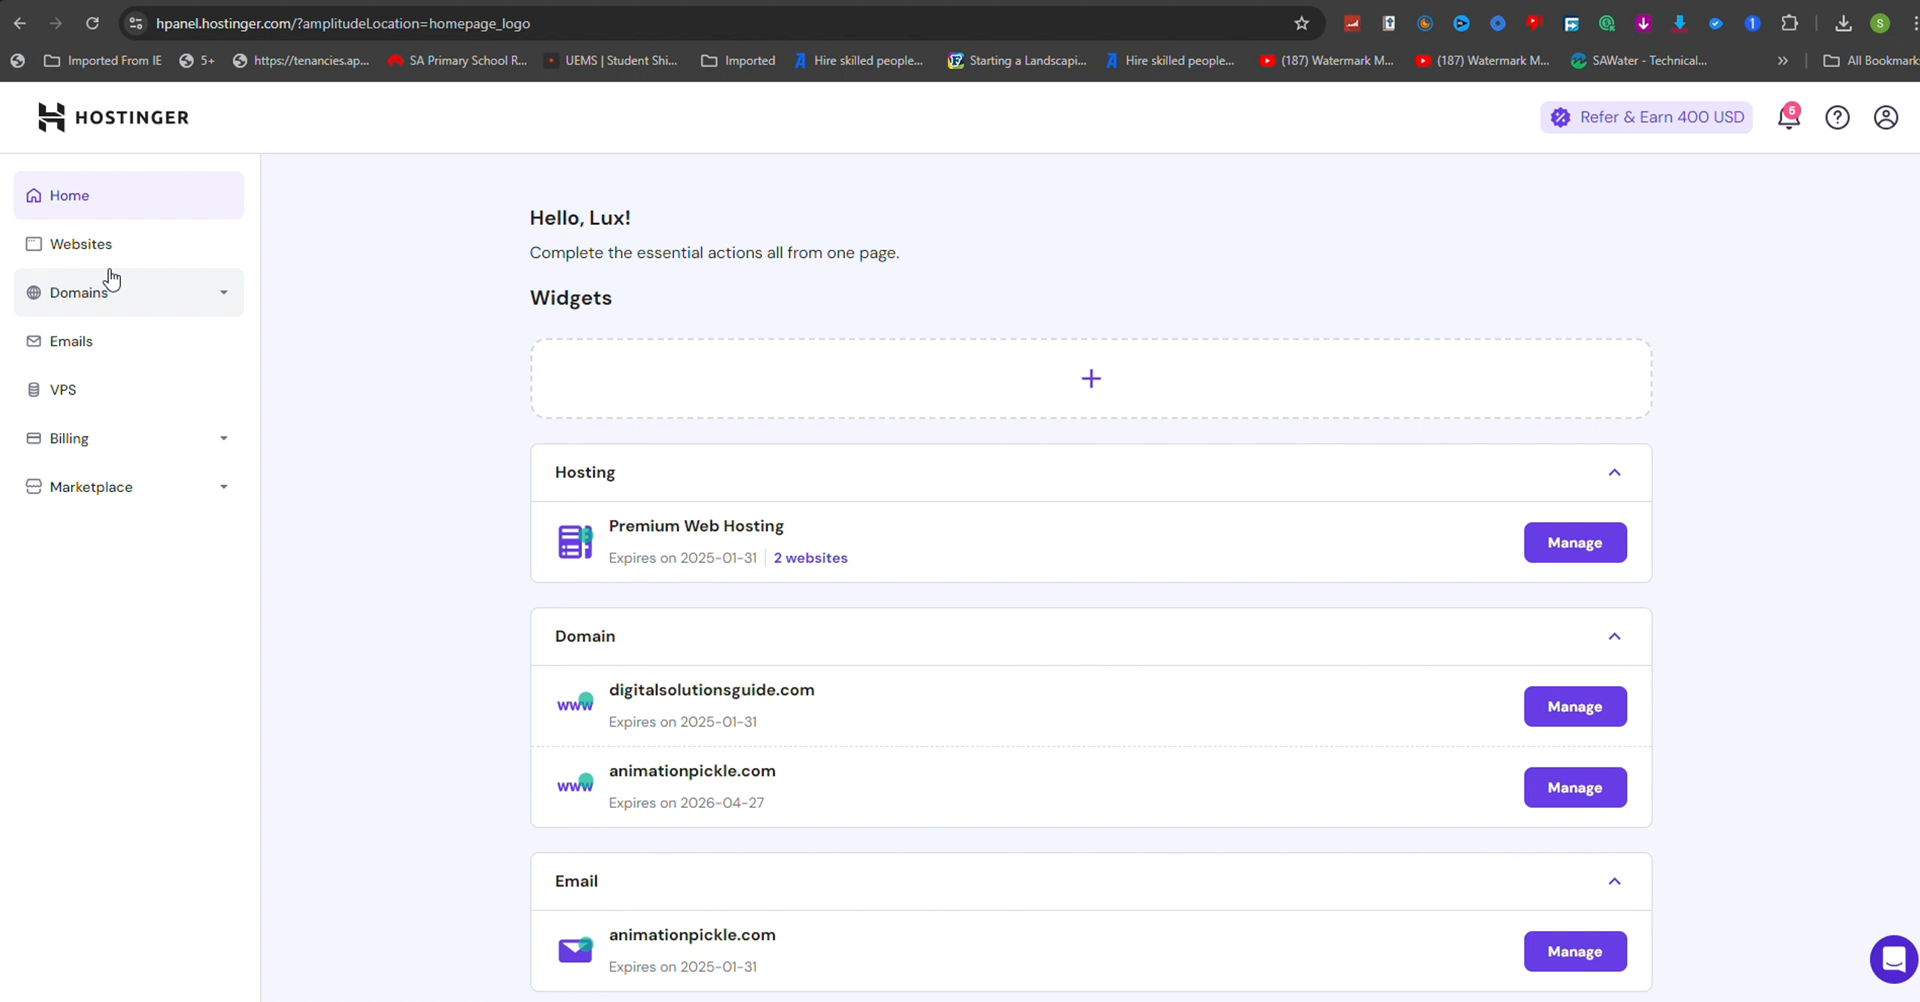 hpanel.hostinger.com/?amplitudeLocation=homepage_logo
S
Imported From IE
5+
https://tenancies.ap...
SA Primary School R...
UEMS | Student Shi...
Imported
Hire skilled people...
Starting a Landscapi...
Hire skilled people...
(187) Watermark M...
(187) Watermark M...
SAWater - Technical...
»
All Bookmark
HOSTINGER
Refer & Earn 400 USD
5
Home
Websites
Domains
Emails
VPS
Billing
Marketplace
Hello, Lux!
Complete the essential actions all from one page.
Widgets
+
Hosting
Premium Web Hosting
Expires on 2025-01-31
2 websites
Manage
Domain
www
digitalsolutionsguide.com
Expires on 2025-01-31
Manage
www
animationpickle.com
Expires on 2026-04-27
Manage
Email
animationpickle.com
Expires on 2025-01-31
Manage